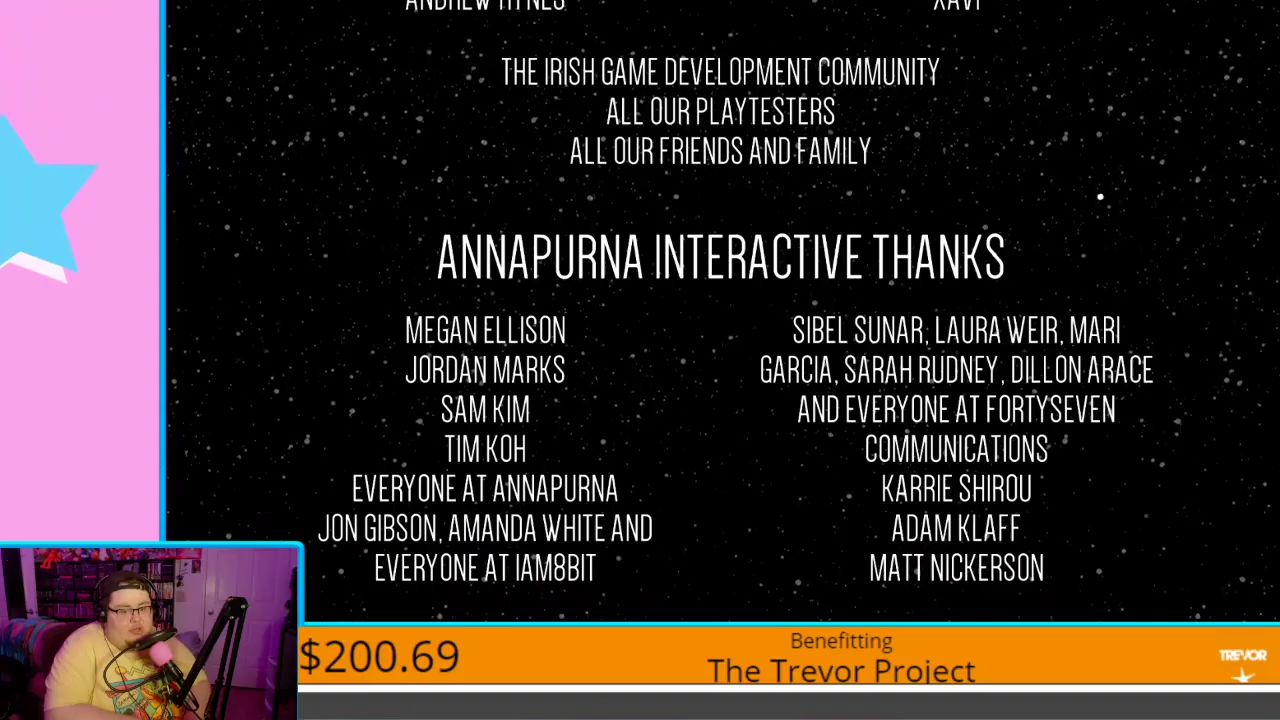 THE IRISH GAME DEVELOPMENT COMMUNITY
ALL OUR PLAYTESTERS
ALL OUR FRIENDS AND FAMILY
ANNAPURNA INTERACTIVE THANKS
MEGAN ELLISON
JORDAN MARKS
SAM KIM
TIM KOH
EVERYONE AT ANNAPURNA
JON GIBSON, AMANDA WHITE AND
EVERYONE AT IAM8BIT
SIBEL SUNAR, LAURA WEIR, MARI
GARCIA, SARAH RUDNEY, DILLON ARACE
AND EVERYONE AT FORTYSEVEN
COMMUNICATIONS
KARRIE SHIROU
ADAM KLAFF
MATT NICKERSON
$200.69
Benefitting
The Trevor Project
TREVOR